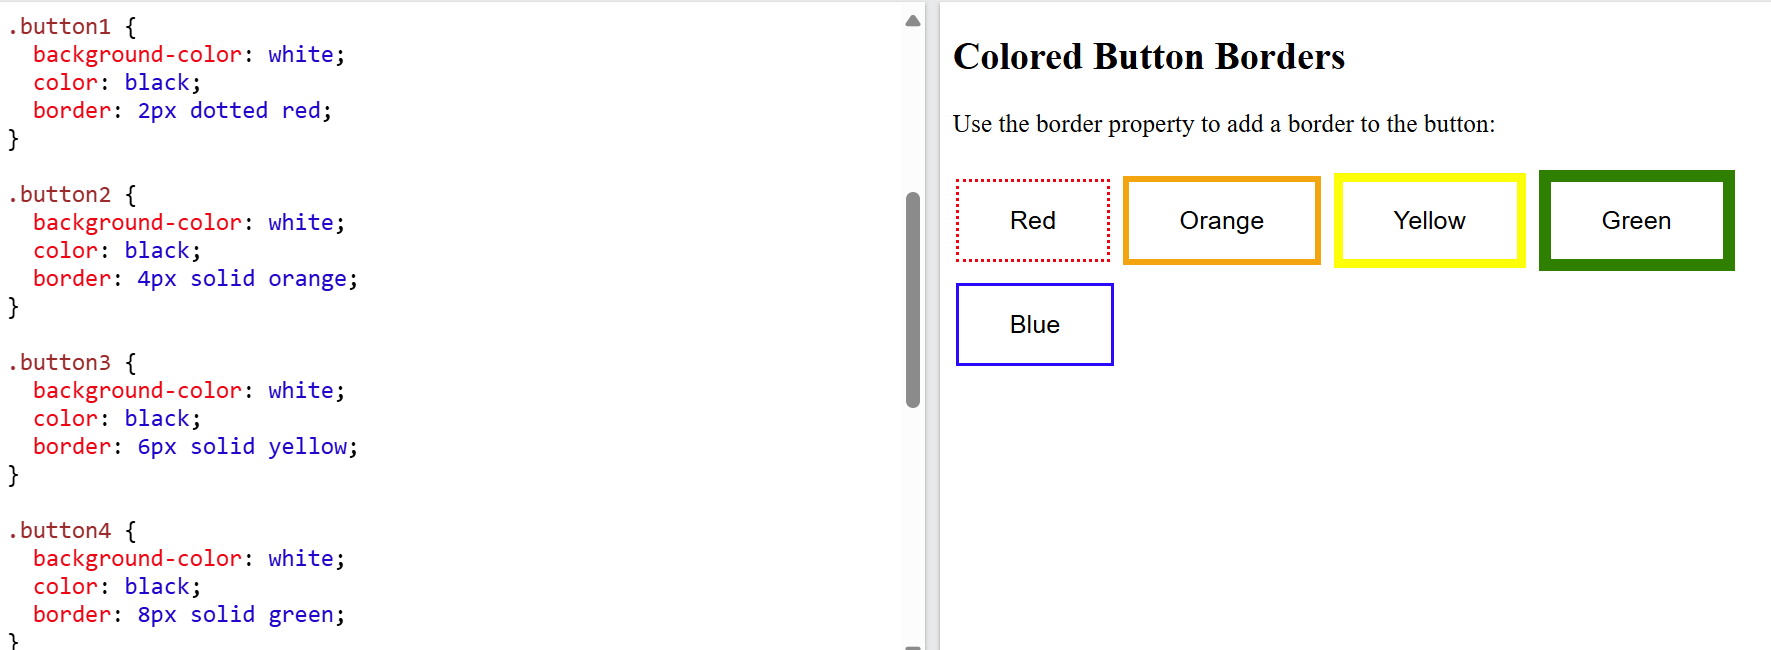 .button1 {
  background-color: white;
  color: black;
  border: 2px dotted red;
}
.button2 {
  background-color: white;
  color: black;
  border: 4px solid orange;
}
.button3 {
  background-color: white;
  color: black;
  border: 6px solid yellow;
}
.button4 {
  background-color: white;
  color: black;
  border: 8px solid green;
}
Colored Button Borders
Use the border property to add a border to the button:
Red Orange Yellow Green
Blue